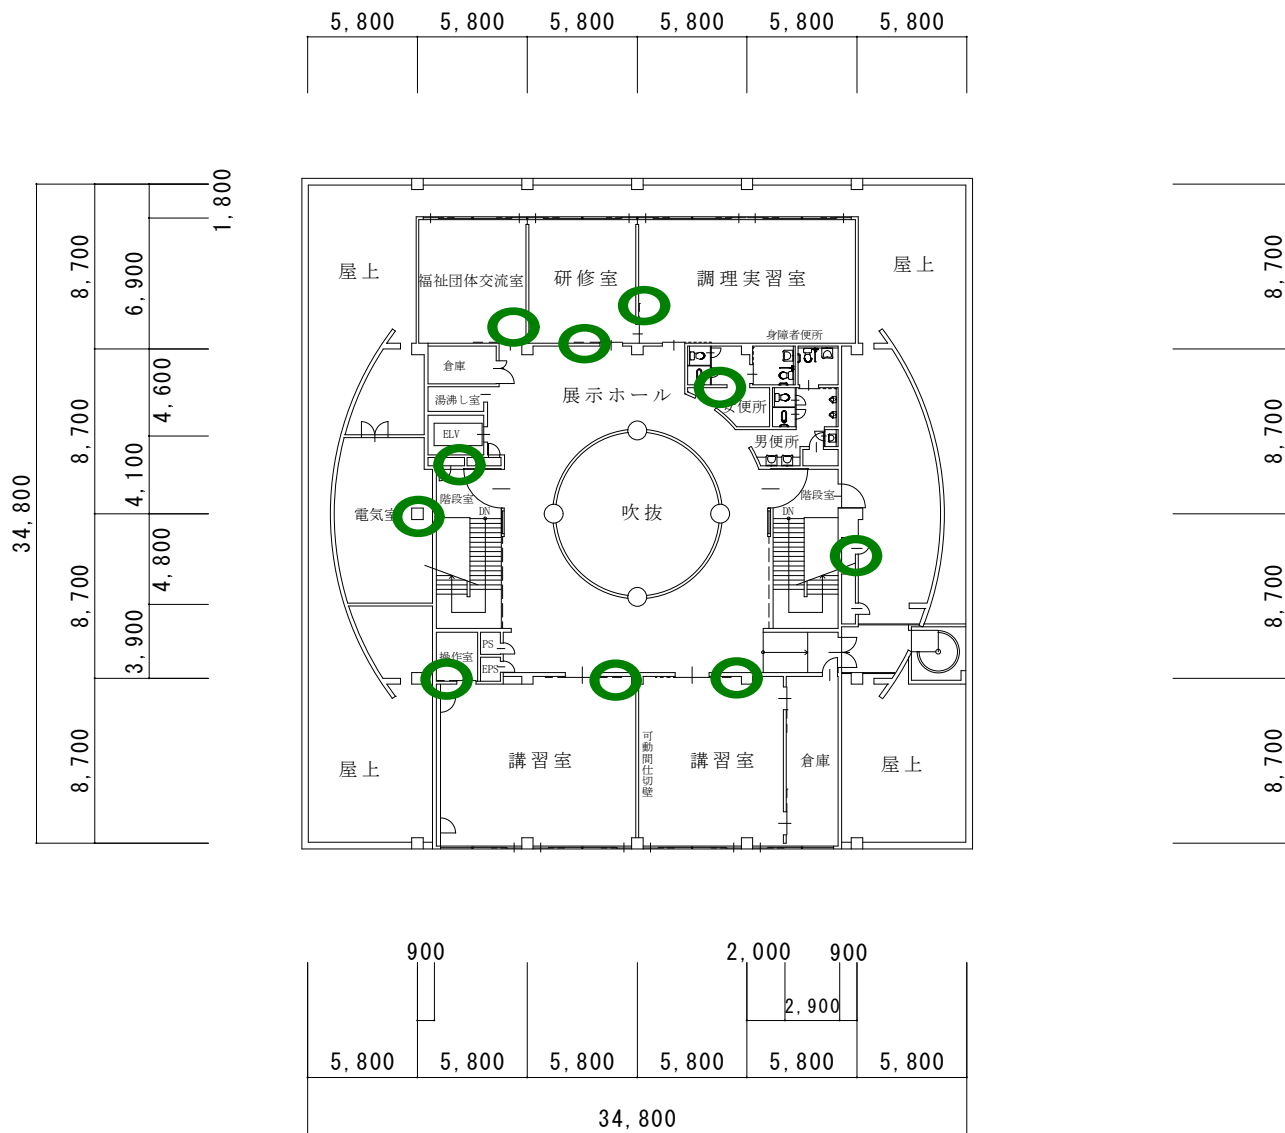 5,800 5,800 5,800 5,800 5,800 5,800
1,800
8,700 6,900
8,700 4,600
4,100
34,800
8,700 4,800
3,900
8,700
8,700
8,700
8,700
8,700
屋上
福祉団体交流室
研修室
調理実習室
屋上
身障者便所
倉庫
展示ホール
湯沸し室
女便所
ELV
男便所
階段室
階段室
電気室
DN
吹抜
DN
操作室
PS
EPS
講習室
可動間仕切壁
講習室
倉庫
屋上
屋上
900 2,000 900
2,900
5,800 5,800 5,800 5,800 5,800 5,800
34,800